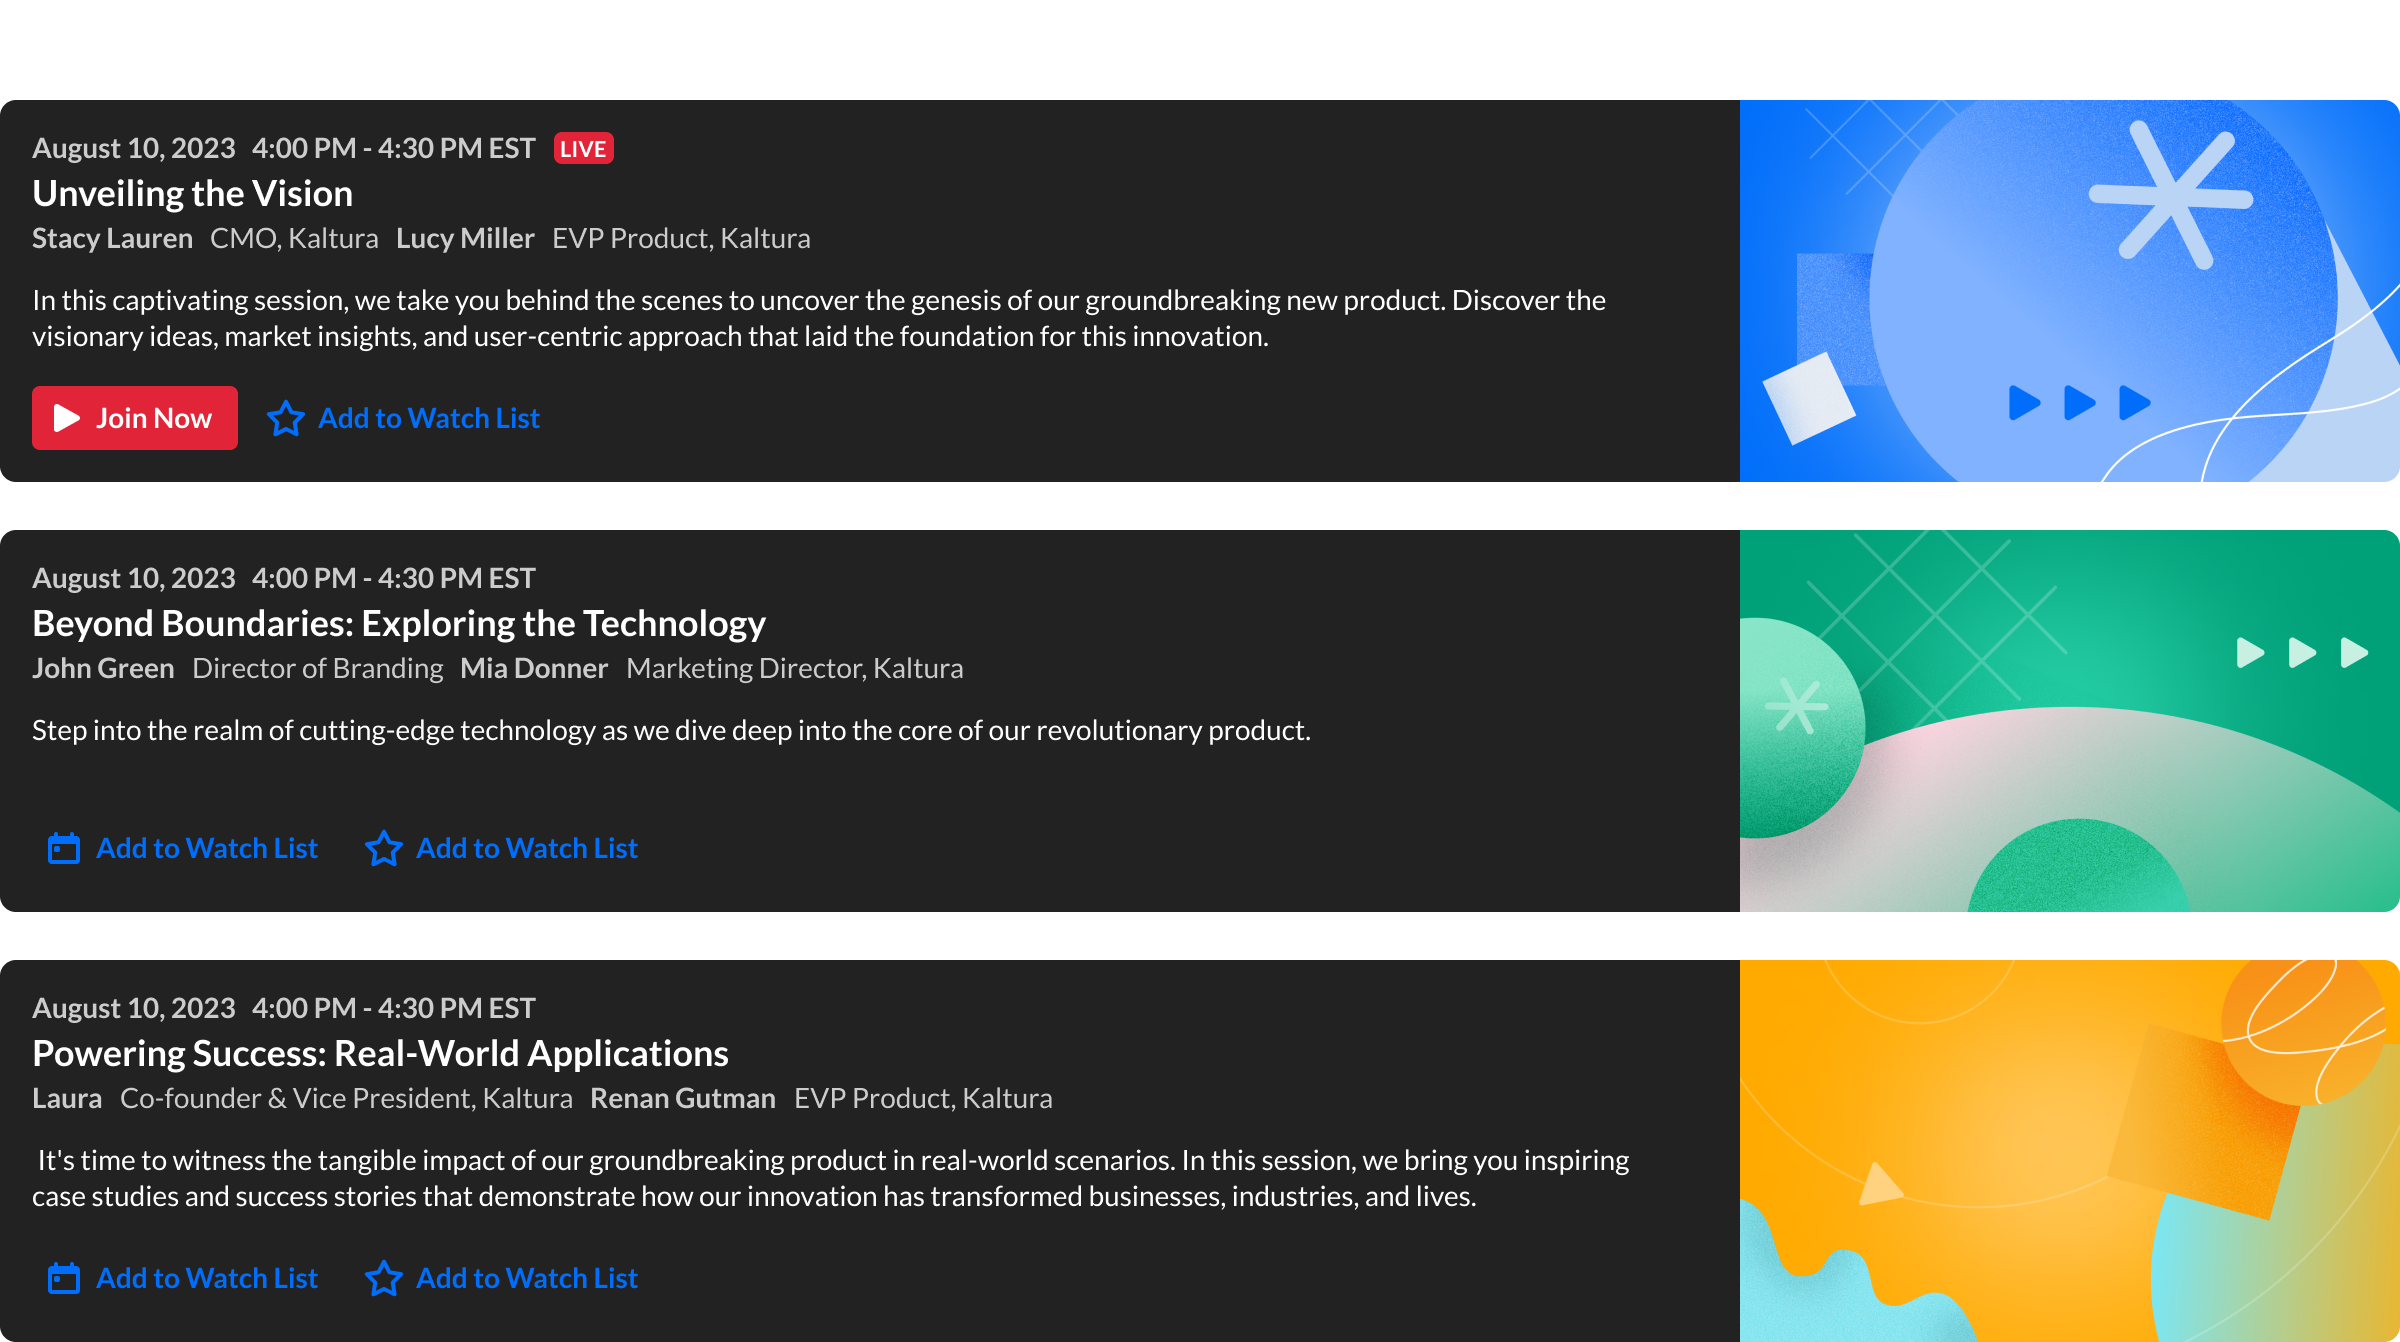 August 10, 2023 4:00 PM - 4:30 PM EST LIVE
Unveiling the Vision
Stacy Lauren CMO, Kaltura Lucy Miller EVP Product, Kaltura
In this captivating session, we take you behind the scenes to uncover the genesis of our groundbreaking new product. Discover the
visionary ideas, market insights, and user-centric approach that laid the foundation for this innovation.
Join Now Add to Watch List
August 10, 2023 4:00 PM - 4:30 PM EST
Beyond Boundaries: Exploring the Technology
John Green Director of Branding Mia Donner Marketing Director, Kaltura
Step into the realm of cutting-edge technology as we dive deep into the core of our revolutionary product.
Add to Watch List Add to Watch List
August 10, 2023 4:00 PM - 4:30 PM EST
Powering Success: Real-World Applications
Laura Co-founder & Vice President, Kaltura Renan Gutman EVP Product, Kaltura
It's time to witness the tangible impact of our groundbreaking product in real-world scenarios. In this session, we bring you inspiring
case studies and success stories that demonstrate how our innovation has transformed businesses, industries, and lives.
Add to Watch List Add to Watch List